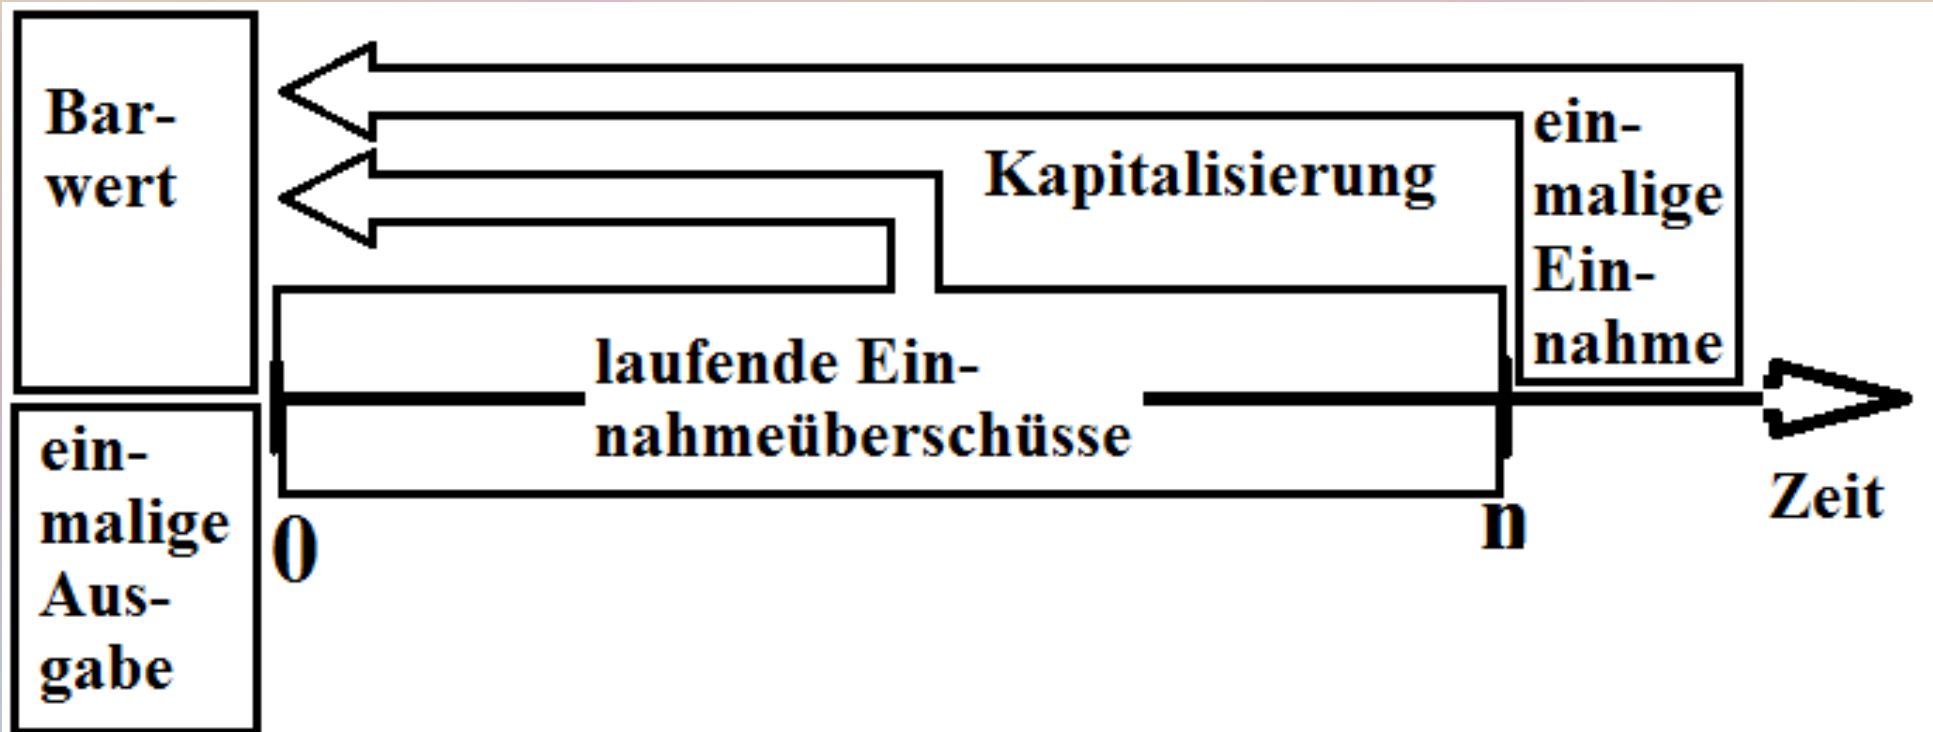 Bar-
wert
Kapitalisierung
ein-
malige
Ein-
nahme
laufende Ein-
nahmeüberschüsse
ein-
malige
Aus-
gabe
0
n
Zeit